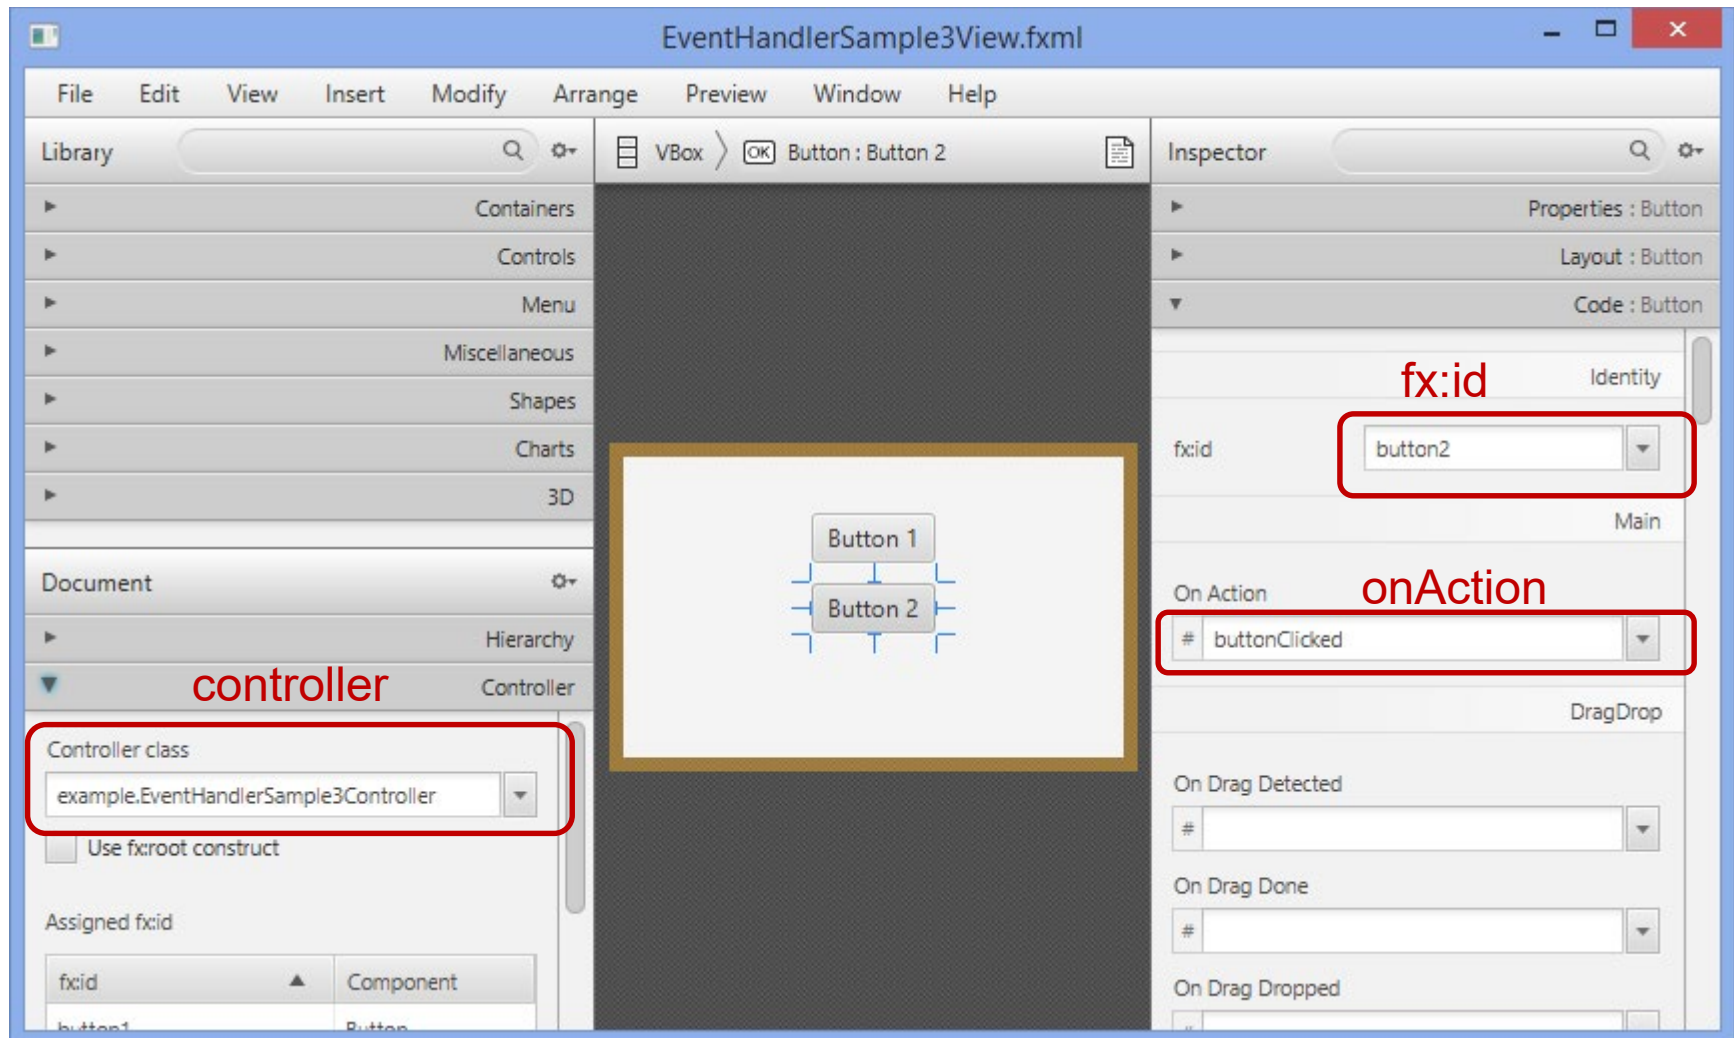 EventHandlerSample3View.fxml
File Edit View Insert Modify Arrange Preview Window Help
Library
Containers
Controls
Menu
Miscellaneous
Shapes
Charts
3D
Document
Hierarchy
controller
Controller
Controller class
example.EventHandlerSample3Controller
Use fx:root construct
Assigned fx:id
fx:id Component
button1 Button
VBox OK Button : Button 2
Button 1
Button 2
Inspector
Properties : Button
Layout : Button
Code : Button
fx:id
Identity
fx:id button2
Main
On Action
onAction
# buttonClicked
DragDrop
On Drag Detected
#
On Drag Done
#
On Drag Dropped
#